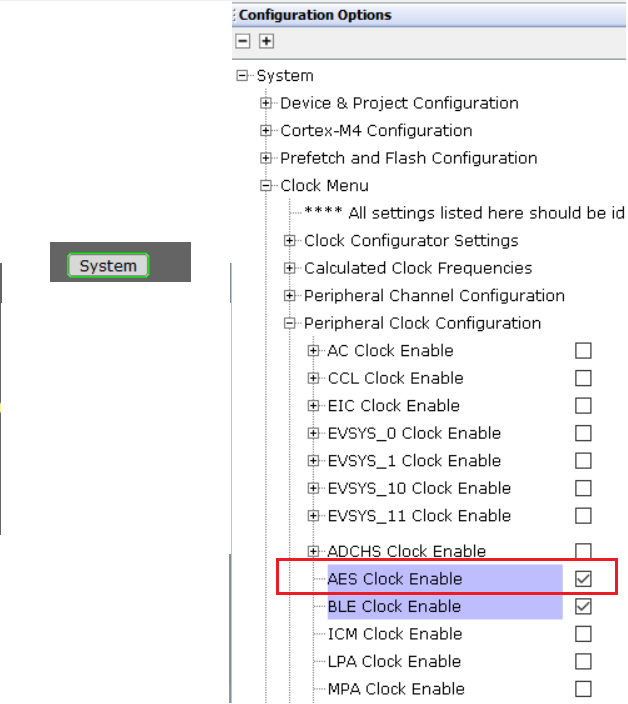 Configuration Options
System
Device & Project Configuration
Cortex-M4 Configuration
Prefetch and Flash Configuration
Clock Menu
**** All settings listed here should be id
Clock Configurator Settings
System
Calculated Clock Frequencies
Peripheral Channel Configuration
Peripheral Clock Configuration
AC Clock Enable
CCL Clock Enable
EIC Clock Enable
EVSYS_0 Clock Enable
EVSYS_1 Clock Enable
EVSYS_10 Clock Enable
EVSYS_11 Clock Enable
ADCHS Clock Enable
AES Clock Enable
BLE Clock Enable
ICM Clock Enable
LPA Clock Enable
MPA Clock Enable